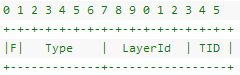 0 1 2 3 4 5 6 7 8 9 0 1 2 3 4 5
+-+-+-+-+-+-+-+-+-+-+-+-+-+-+-+-+
|F|   Type    |  LayerId  | TID |
+-------------+-----------------+